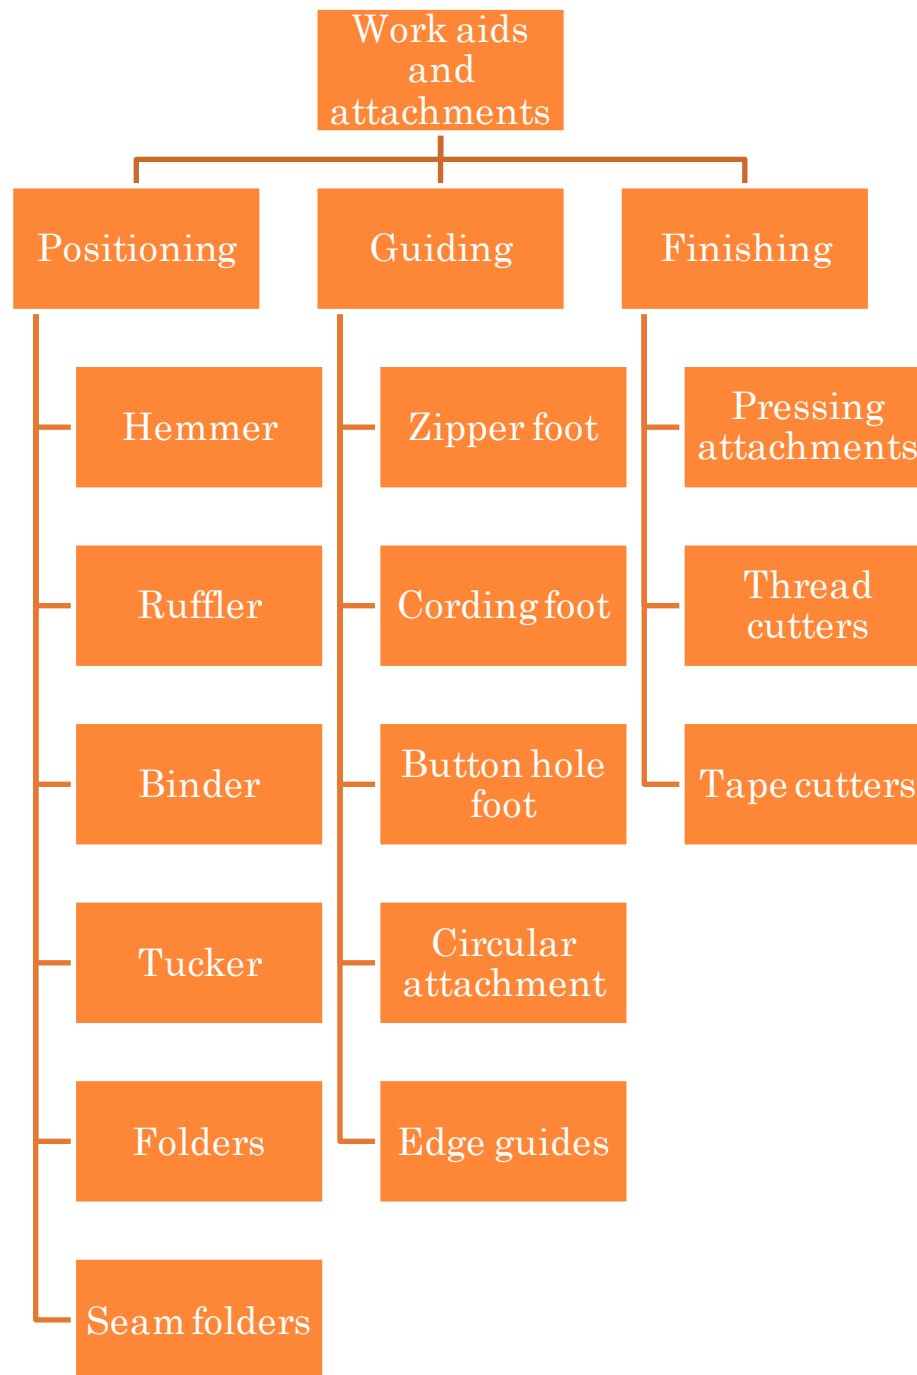 Work aids
and
attachments
Positioning
Guiding
Finishing
Hemmer
Ruffler
Binder
Tucker
Folders
Seam folders
Zipper foot
Cording foot
Button hole
foot
Circular
attachment
Edge guides
Pressing
attachments
Thread
cutters
Tape cutters